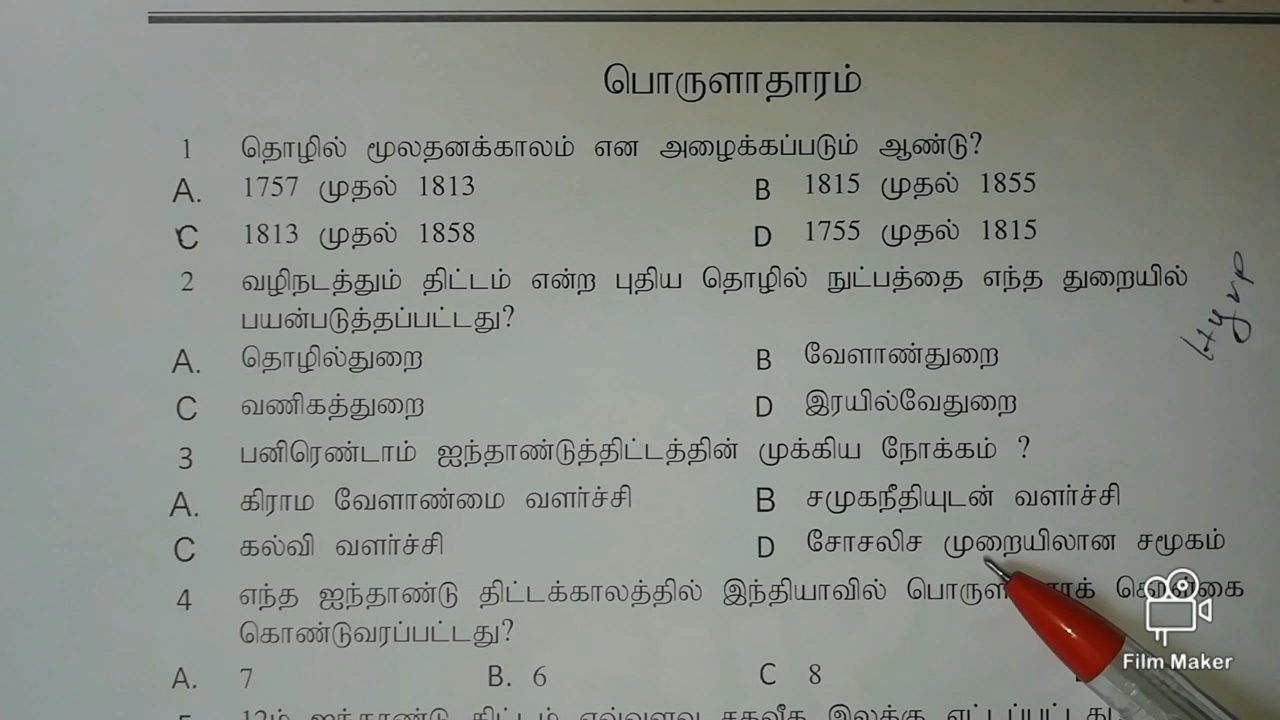 பொருளாதாரம்
1 தொழில் மூலதனக்காலம் என அழைக்கப்படும் ஆண்டு?
A. 1757 முதல் 1813 B 1815 முதல் 1855
C 1813 முதல் 1858 D 1755 முதல் 1815
2 வழிநடத்தும் திட்டம் என்ற புதிய தொழில் நுட்பத்தை எந்த துறையில்
பயன்படுத்தப்பட்டது?
A. தொழில்துறை B வேளாண்துறை
C வணிகத்துறை D இரயில்வேதுறை
3 பனிரெண்டாம் ஐந்தாண்டுத்திட்டத்தின் முக்கிய நோக்கம் ?
A. கிராம வேளாண்மை வளர்ச்சி B சமுகநீதியுடன் வளர்ச்சி
C கல்வி வளர்ச்சி D சோசலிச முறையிலான சமூகம்
4 எந்த ஐந்தாண்டு திட்டக்காலத்தில் இந்தியாவில்
கொண்டுவரப்பட்டது?
A. 7 B. 6 C 8
Film Maker